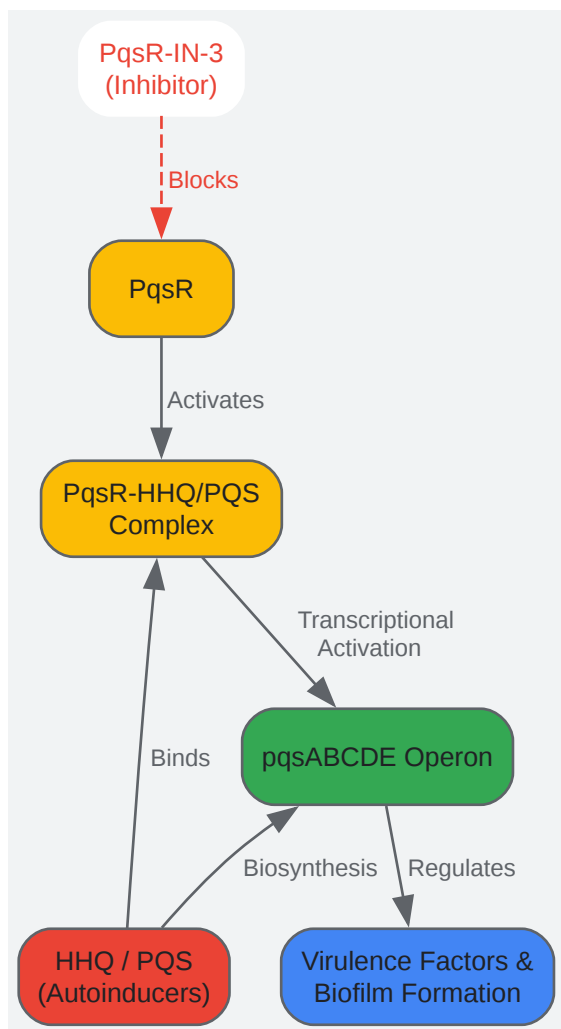 PqsR-IN-3
(Inhibitor)
Blocks
PqsR
Activates
PqsR-HHQ/PQS
Complex
Transcriptional
Activation
Binds
pqsABCDE Operon
Biosynthesis
Regulates
HHQ / PQS
(Autoinducers)
Virulence Factors &
Biofilm Formation